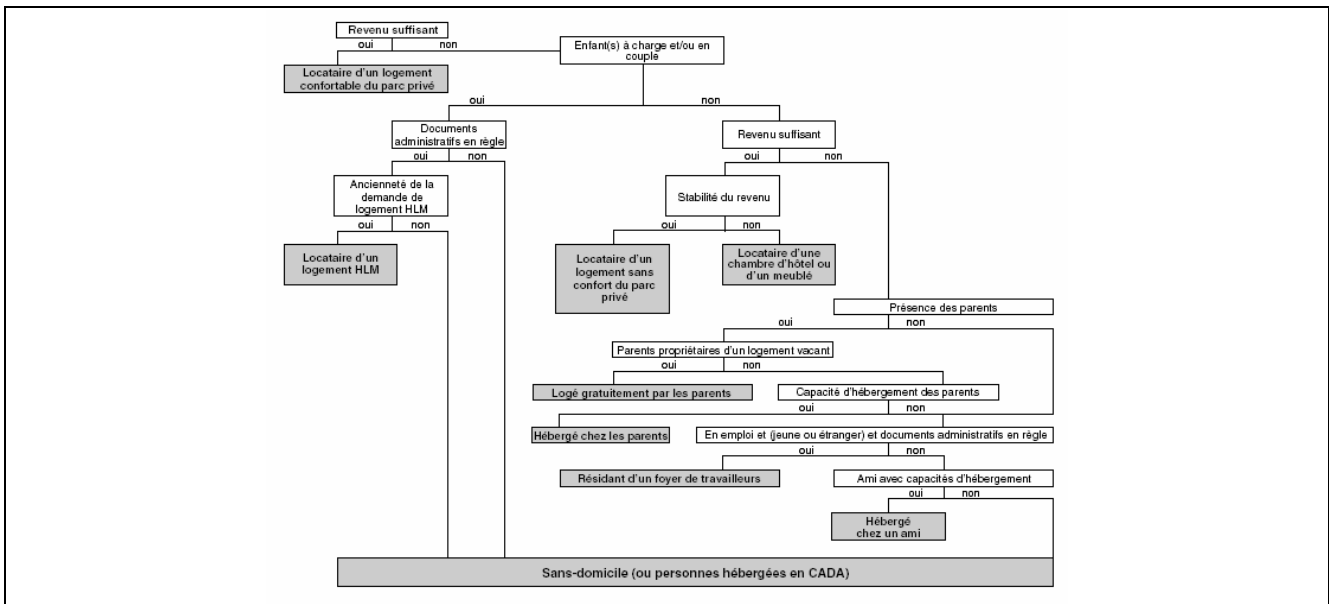 Revenu suffisant
oui non
Enfant(s) à charge et/ou en
couple
Locataire d'un logement
confortable du parc privé
oui non
Documents
administratifs en règle
Revenu suffisant
oui non
oui non
Ancienneté de la
demande de
logement HLM
Stabilité du revenu
oui non
oui non
Locataire d'un
logement HLM
Locataire d'un
logement sans
confort du parc
privé
Locataire d'une
chambre d'hôtel ou
d'un meublé
Présence des parents
oui non
Parents propriétaires d'un logement vacant
oui non
Logé gratuitement par les parents
Capacité d'hébergement des parents
oui non
Hébergé chez les parents
En emploi et (jeune ou étranger) et documents administratifs en règle
oui non
Résidant d'un foyer de travailleurs
Ami avec capacités d'hébergement
oui non
Hébergé
chez un ami
Sans-domicile (ou personnes hébergées en CADA)